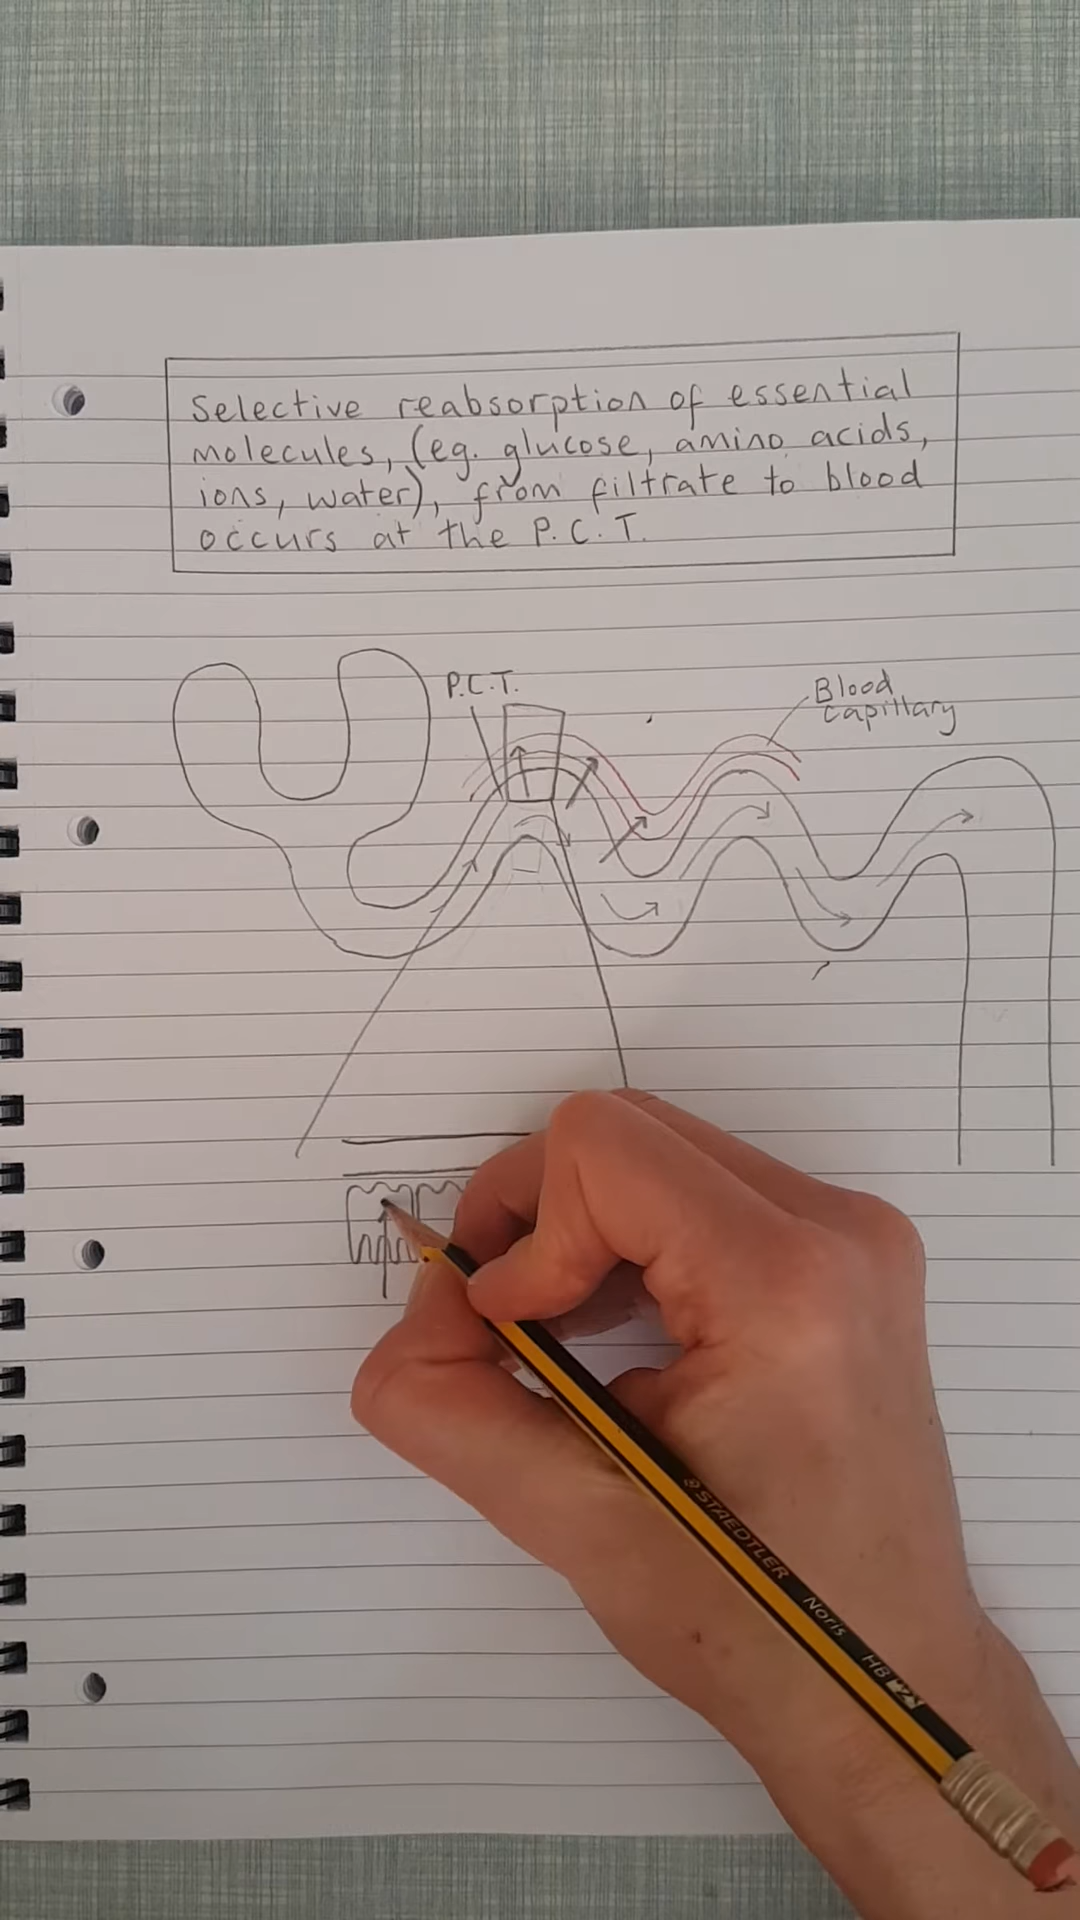 Selective reabsorption of essential
molecules, (eg. glucose, amino acids,
ions, water), from filtrate to blood
occurs at the P.C.T.
P.C.T.
Blood
capillary
STAEDTLER Noris HB 2